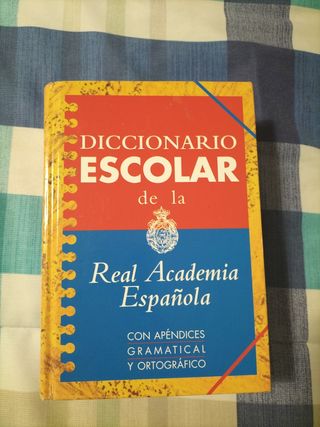 DICCIONARIO
ESCOLAR
de la
Real Academia
Española
CON APÉNDICES
GRAMATICAL
Y ORTOGRÁFICO